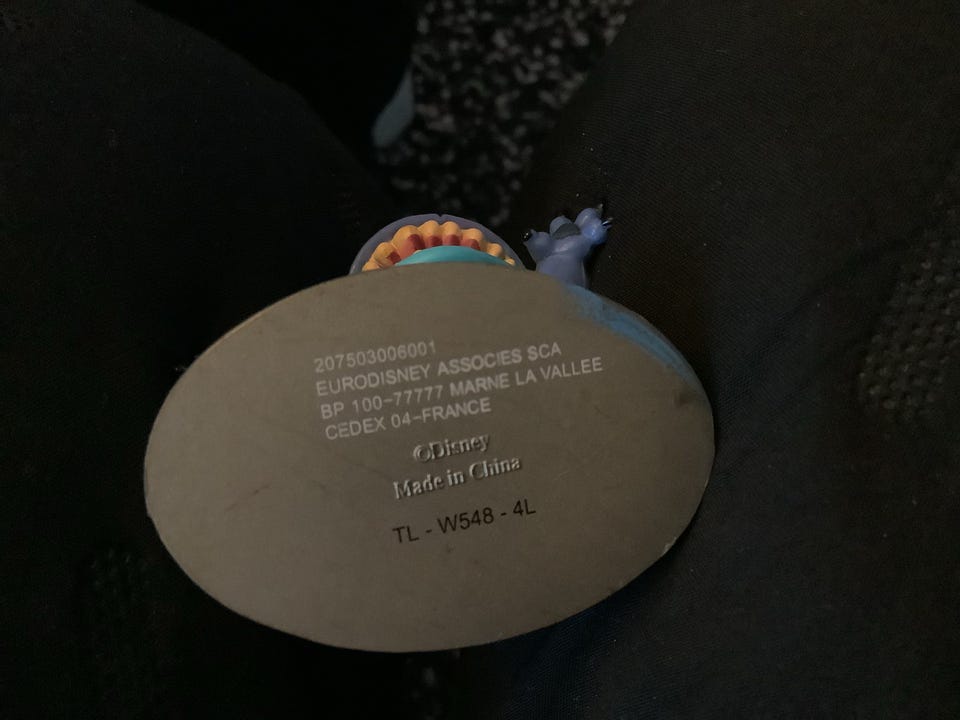 207503006001
EURODISNEY ASSOCIES SCA
BP 100-77777 MARNE LA VALLEE
CEDEX 04-FRANCE
©Disney
Made in China
TL - W548 - 4L